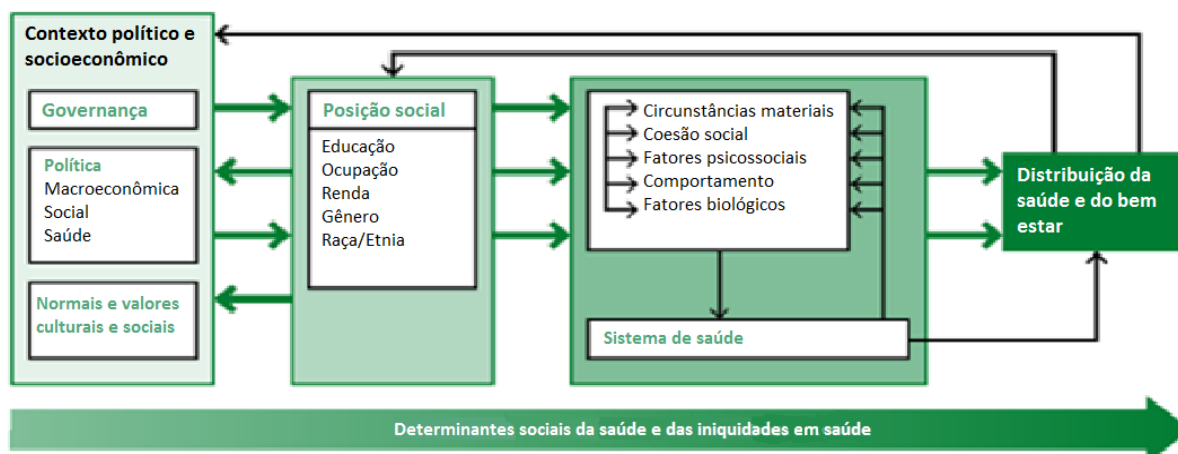 Contexto político e
socioeconômico
Governança
Política
Macroeconômica
Social
Saúde
Normais e valores
culturais e sociais
Posição social
Educação
Ocupação
Renda
Gênero
Raça/Etnia
Circunstâncias materiais
Coesão social
Fatores psicossociais
Comportamento
Fatores biológicos
Sistema de saúde
Distribuição da
saúde e do bem
estar
Determinantes sociais da saúde e das iniquidades em saúde